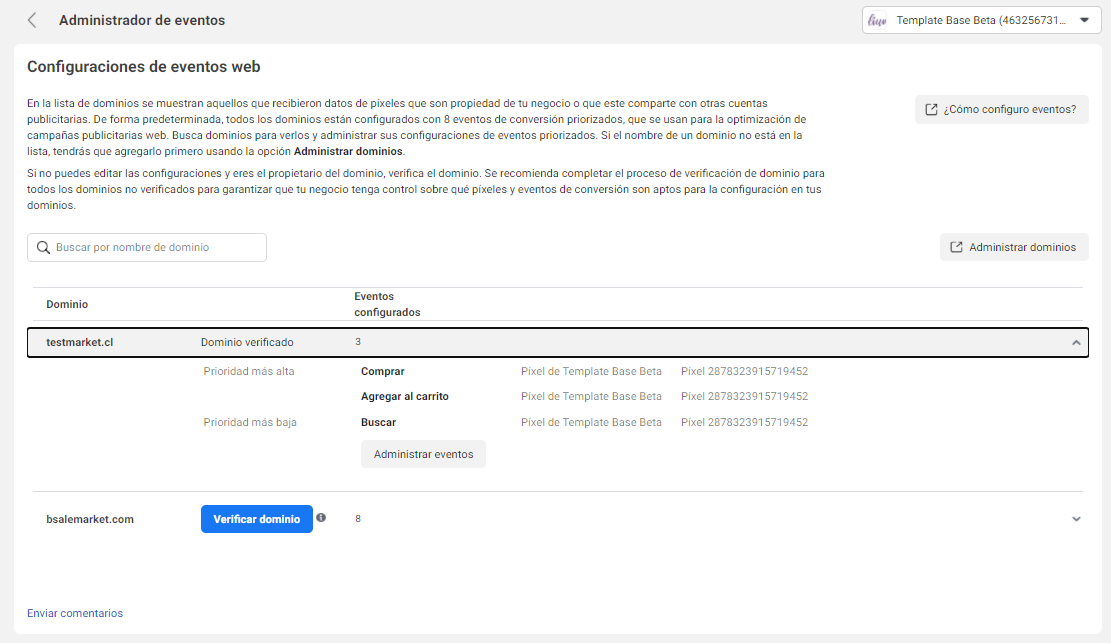 Administrador de eventos
liuv Template Base Beta (463256731...
Configuraciones de eventos web
En la lista de dominios se muestran aquellos que recibieron datos de píxeles que son propiedad de tu negocio o que este comparte con otras cuentas
publicitarias. De forma predeterminada, todos los dominios están configurados con 8 eventos de conversión priorizados, que se usan para la optimización de
campañas publicitarias web. Busca dominios para verlos y administrar sus configuraciones de eventos priorizados. Si el nombre de un dominio no está en la
lista, tendrás que agregarlo primero usando la opción Administrar dominios.
¿Cómo configuro eventos?
Si no puedes editar las configuraciones y eres el propietario del dominio, verifica el dominio. Se recomienda completar el proceso de verificación de dominio para
todos los dominios no verificados para garantizar que tu negocio tenga control sobre qué píxeles y eventos de conversión son aptos para la configuración en tus
dominios.
Buscar por nombre de dominio
Administrar dominios
Dominio
Eventos
configurados
testmarket.cl Dominio verificado 3
Prioridad más alta Comprar Píxel de Template Base Beta Píxel 2878323915719452
Agregar al carrito Píxel de Template Base Beta Píxel 2878323915719452
Prioridad más baja Buscar Píxel de Template Base Beta Píxel 2878323915719452
Administrar eventos
bsalemarket.com Verificar dominio 8
Enviar comentarios